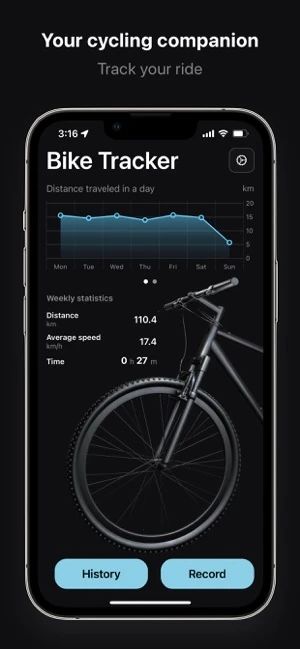 Your cycling companion
Track your ride
3:16
Bike Tracker
Distance traveled in a day km
20
15
10
5
0
Mon Tue Wed Thu Fri Sat Sun
Weekly statistics
Distance
km
110.4
Average speed
km/h
17.4
Time
0 h 27 m
History Record